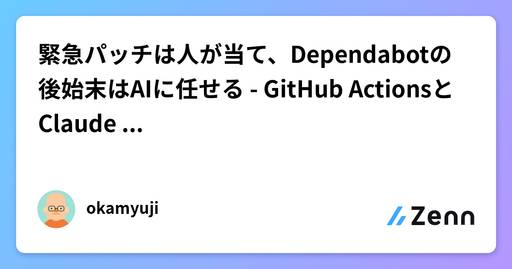 緊急パッチは人が当て、Dependabotの
後始末はAIに任せる - GitHub Actionsと
Claude ...
okamyuji
Zenn